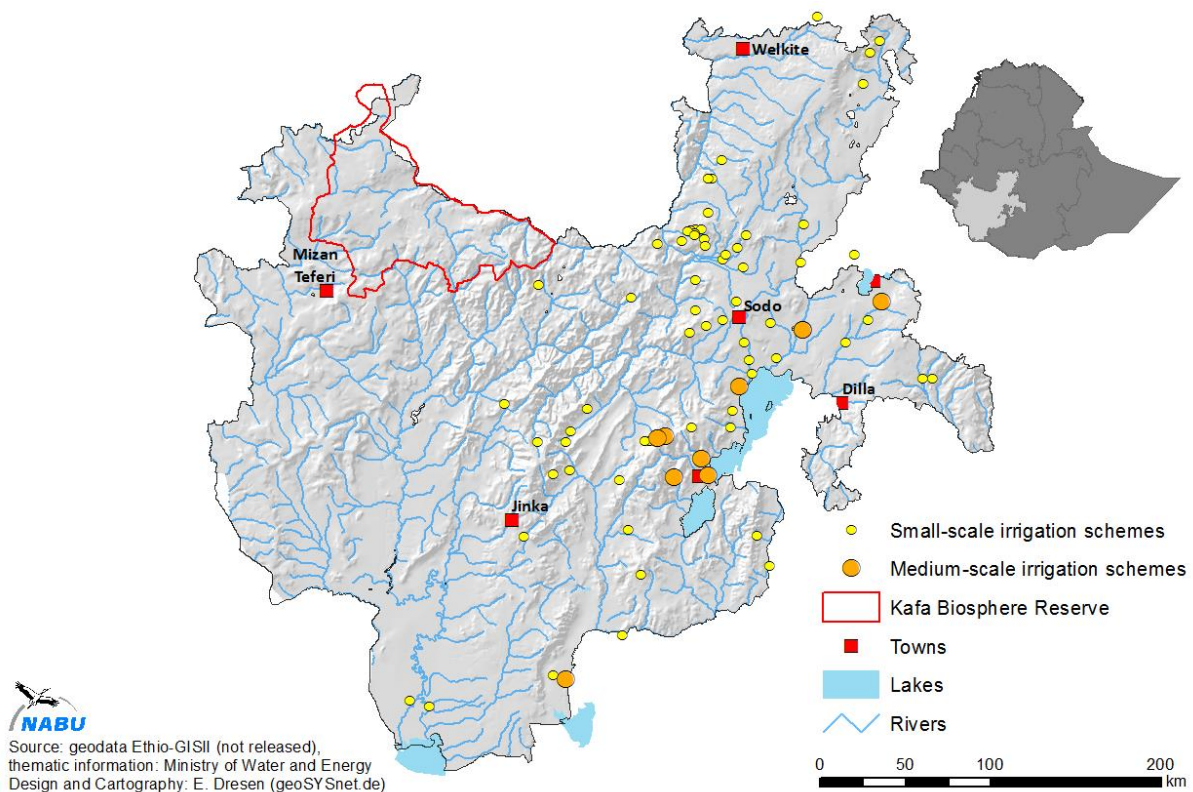 Welkite
Mizan
Teferi
Sodo
Dilla
Jinka
Small-scale irrigation schemes
Medium-scale irrigation schemes
Kafa Biosphere Reserve
Towns
Lakes
Rivers
NABU
Source: geodata Ethio-GISII (not released),
thematic information: Ministry of Water and Energy
Design and Cartography: E. Dresen (geoSYSnet.de)
0 50 100 200
km